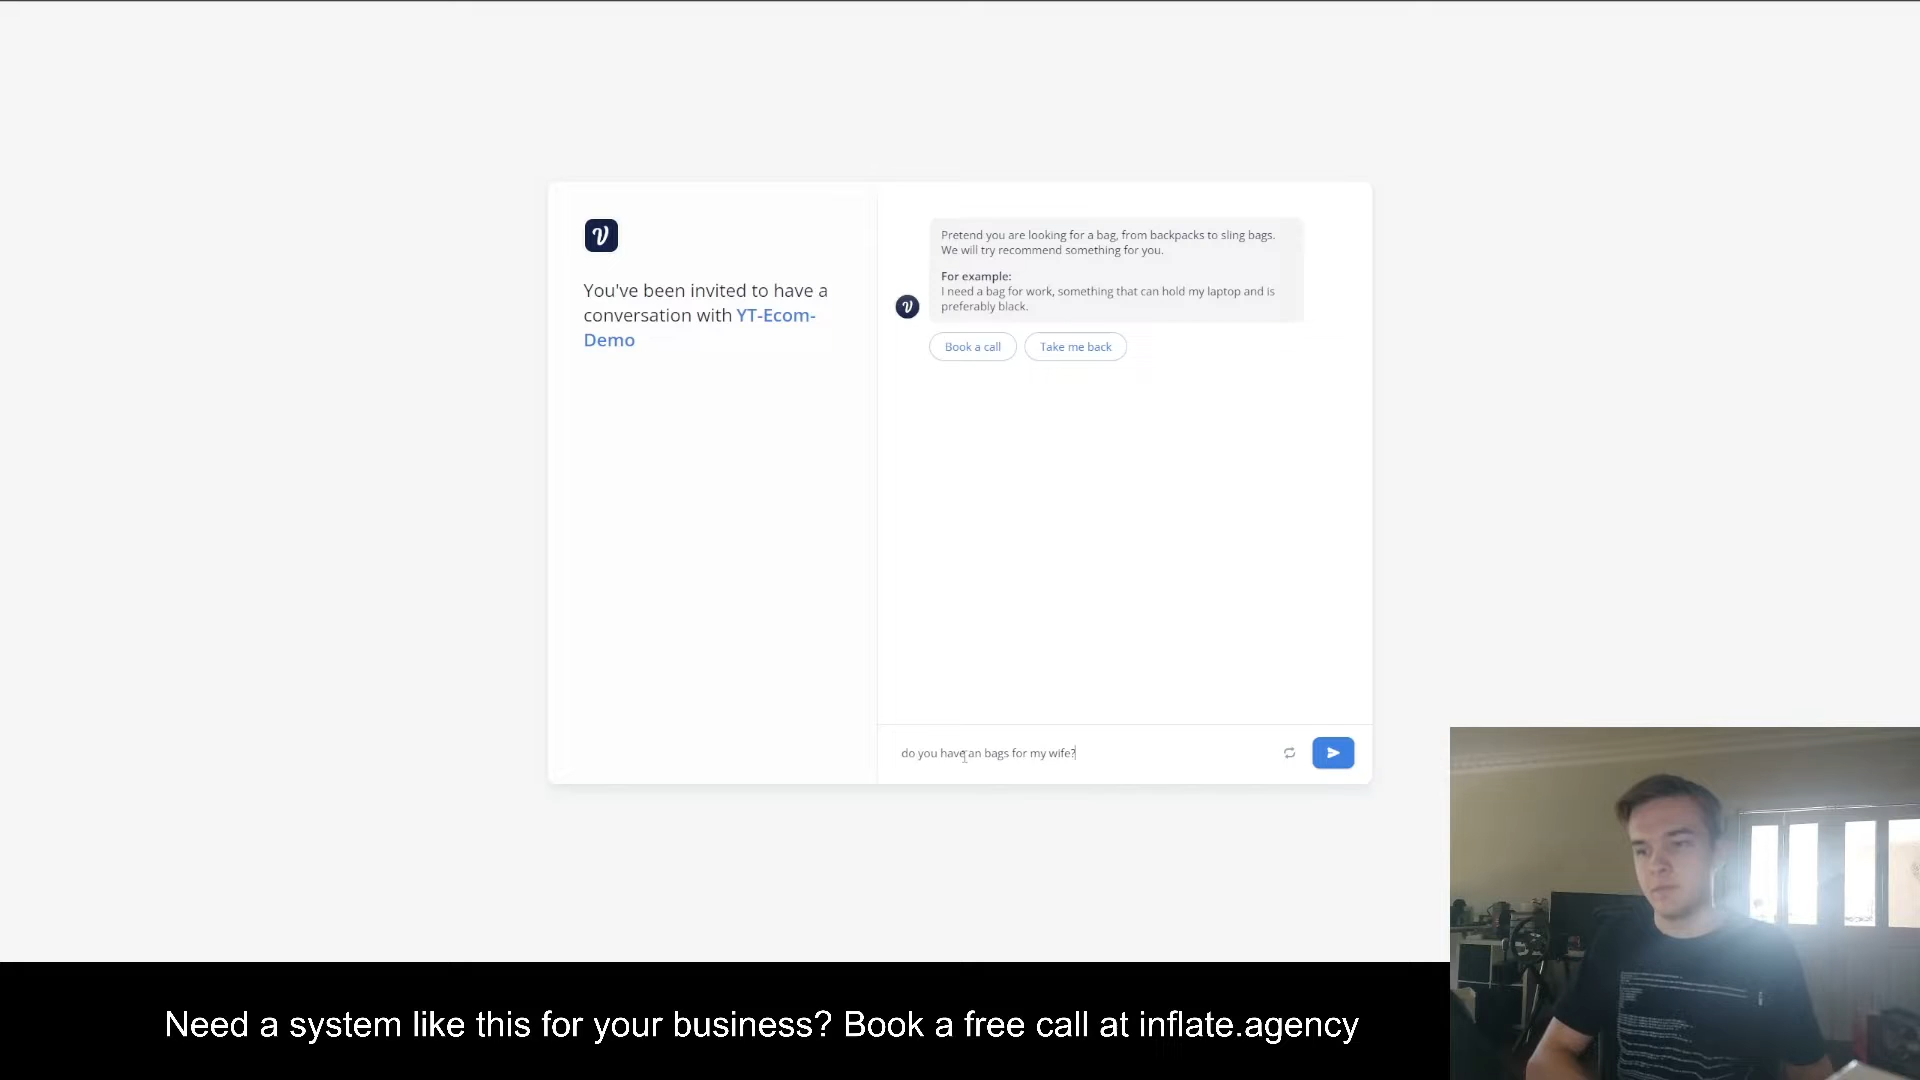 You've been invited to have a
conversation with YT-Ecom-
Demo
Pretend you are looking for a bag, from backpacks to sling bags.
We will try recommend something for you.
For example:
I need a bag for work, something that can hold my laptop and is
preferably black.
Book a call
Take me back
do you have an bags for my wife?
Need a system like this for your business? Book a free call at inflate.agency